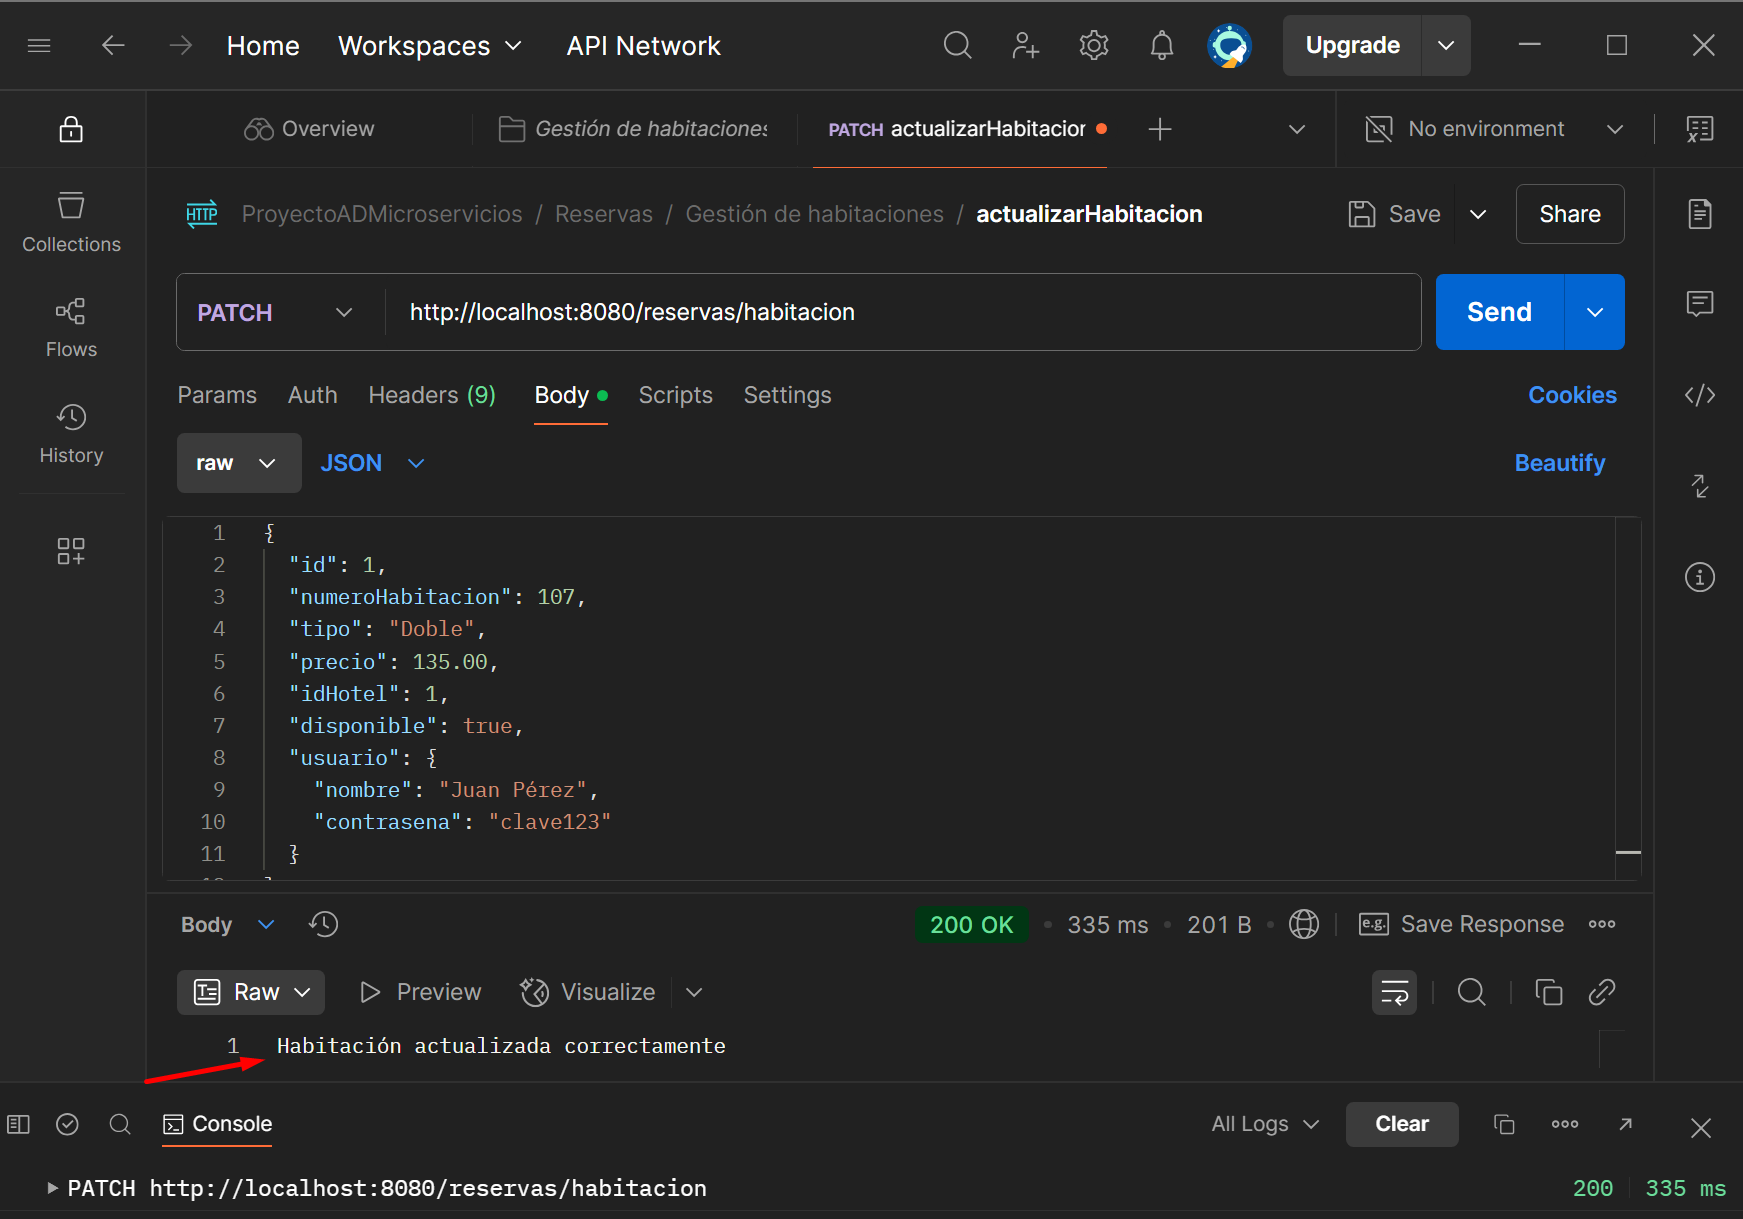 Home Workspaces API Network Upgrade
Overview Gestión de habitaciones PATCH actualizarHabitacior No environment
HTTP ProyectoADMicroservicios / Reservas / Gestión de habitaciones / actualizarHabitacion Save Share
Collections
PATCH http://localhost:8080/reservas/habitacion Send
Flows
Params Auth Headers (9) Body Scripts Settings Cookies
History
raw JSON Beautify
1 {
2 "id": 1,
3 "numeroHabitacion": 107,
4 "tipo": "Doble",
5 "precio": 135.00,
6 "idHotel": 1,
7 "disponible": true,
8 "usuario": {
9 "nombre": "Juan Pérez",
10 "contrasena": "clave123"
11 }
Body 200 OK • 335 ms • 201 B • e.g. Save Response
Raw Preview Visualize
1 Habitación actualizada correctamente
Console All Logs Clear
PATCH http://localhost:8080/reservas/habitacion 200 335 ms